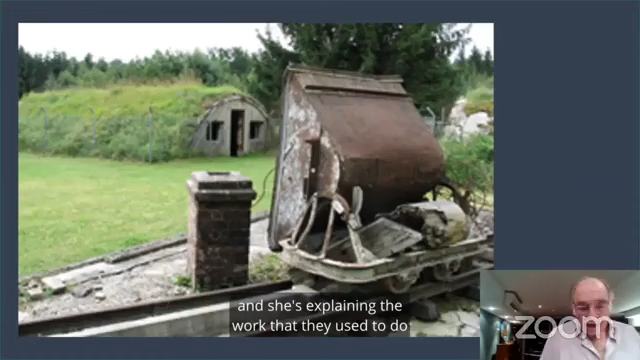 and she's explaining the
work that they used to do
zoom